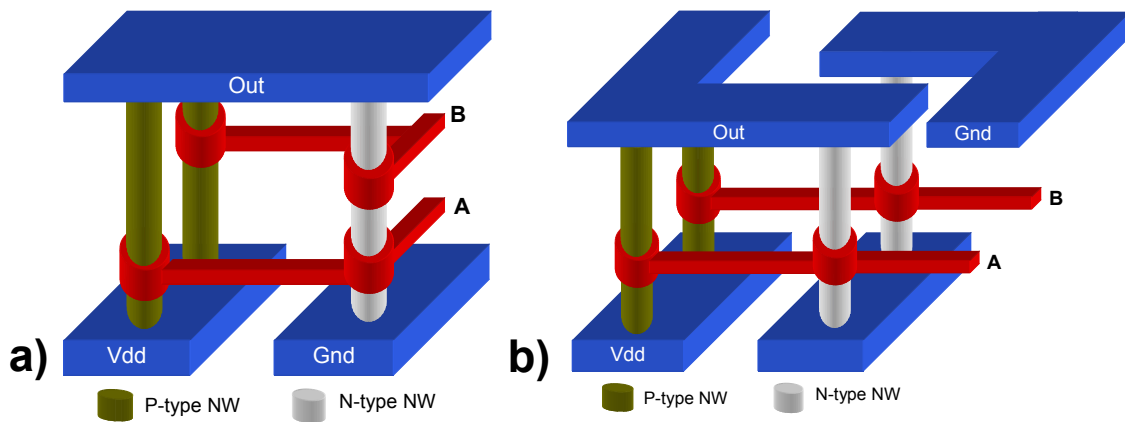 Out
B
A
a)
Vdd
Gnd
P-type NW
N-type NW
Out
Gnd
B
A
b)
Vdd
P-type NW
N-type NW